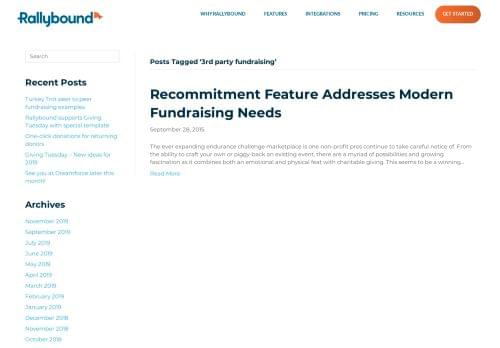 Rallybound
WHY RALLYBOUND FEATURES INTEGRATIONS PRICING RESOURCES GET STARTED
Search
Recent Posts
Turkey Trot peer to peer
fundraising examples
Rallybound supports Giving
Tuesday with special template
One-click donations for returning
donors
Giving Tuesday – New ideas for
2019
See you at Dreamforce later this
month!
Archives
November 2019
September 2019
July 2019
June 2019
May 2019
April 2019
March 2019
February 2019
January 2019
December 2018
November 2018
October 2018
Posts Tagged ‘3rd party fundraising’
Recommitment Feature Addresses Modern
Fundraising Needs
September 28, 2015
The ever expanding endurance challenge marketplace is one non-profit pros continue to take careful notice of. From
the ability to craft your own or piggy-back on existing event, there are a myriad of possibilities and growing
fascination as it combines both an emotional and physical feat with charitable giving. This seems to be a winning...
Read More